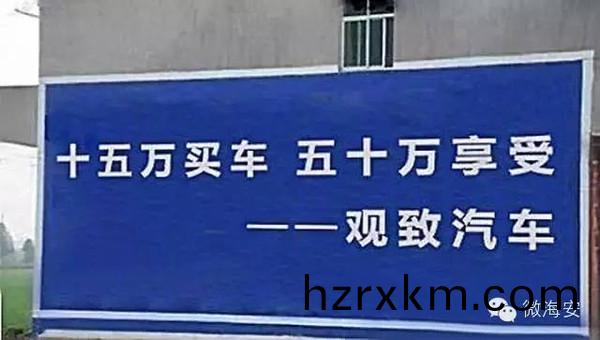 十五万买车 五十万享受
——观致汽车
hzrxkm.com
微海安